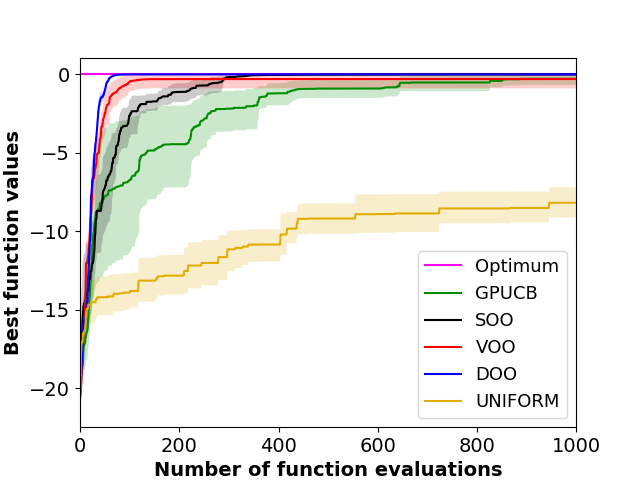 Best function values
0
−5
−10
−15
−20
0 200 400 600 800 1000
Number of function evaluations
Optimum
GPUCB
SOO
VOO
DOO
UNIFORM